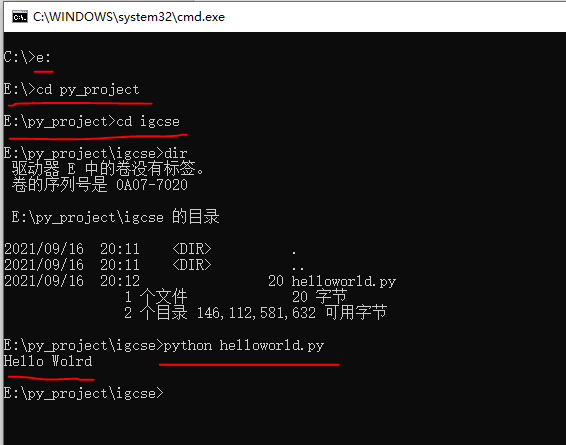 C:\WINDOWS\system32\cmd.exe
C:\>e:
E:\>cd py_project
E:\py_project>cd igcse
E:\py_project\igcse>dir
驱动器 E 中的卷没有标签。
卷的序列号是 0A07-7020
E:\py_project\igcse 的目录
2021/09/16  20:11    <DIR>          .
2021/09/16  20:11    <DIR>          ..
2021/09/16  20:12                20 helloworld.py
1 个文件             20 字节
2 个目录 146,112,581,632 可用字节
E:\py_project\igcse>python helloworld.py
Hello Wolrd
E:\py_project\igcse>